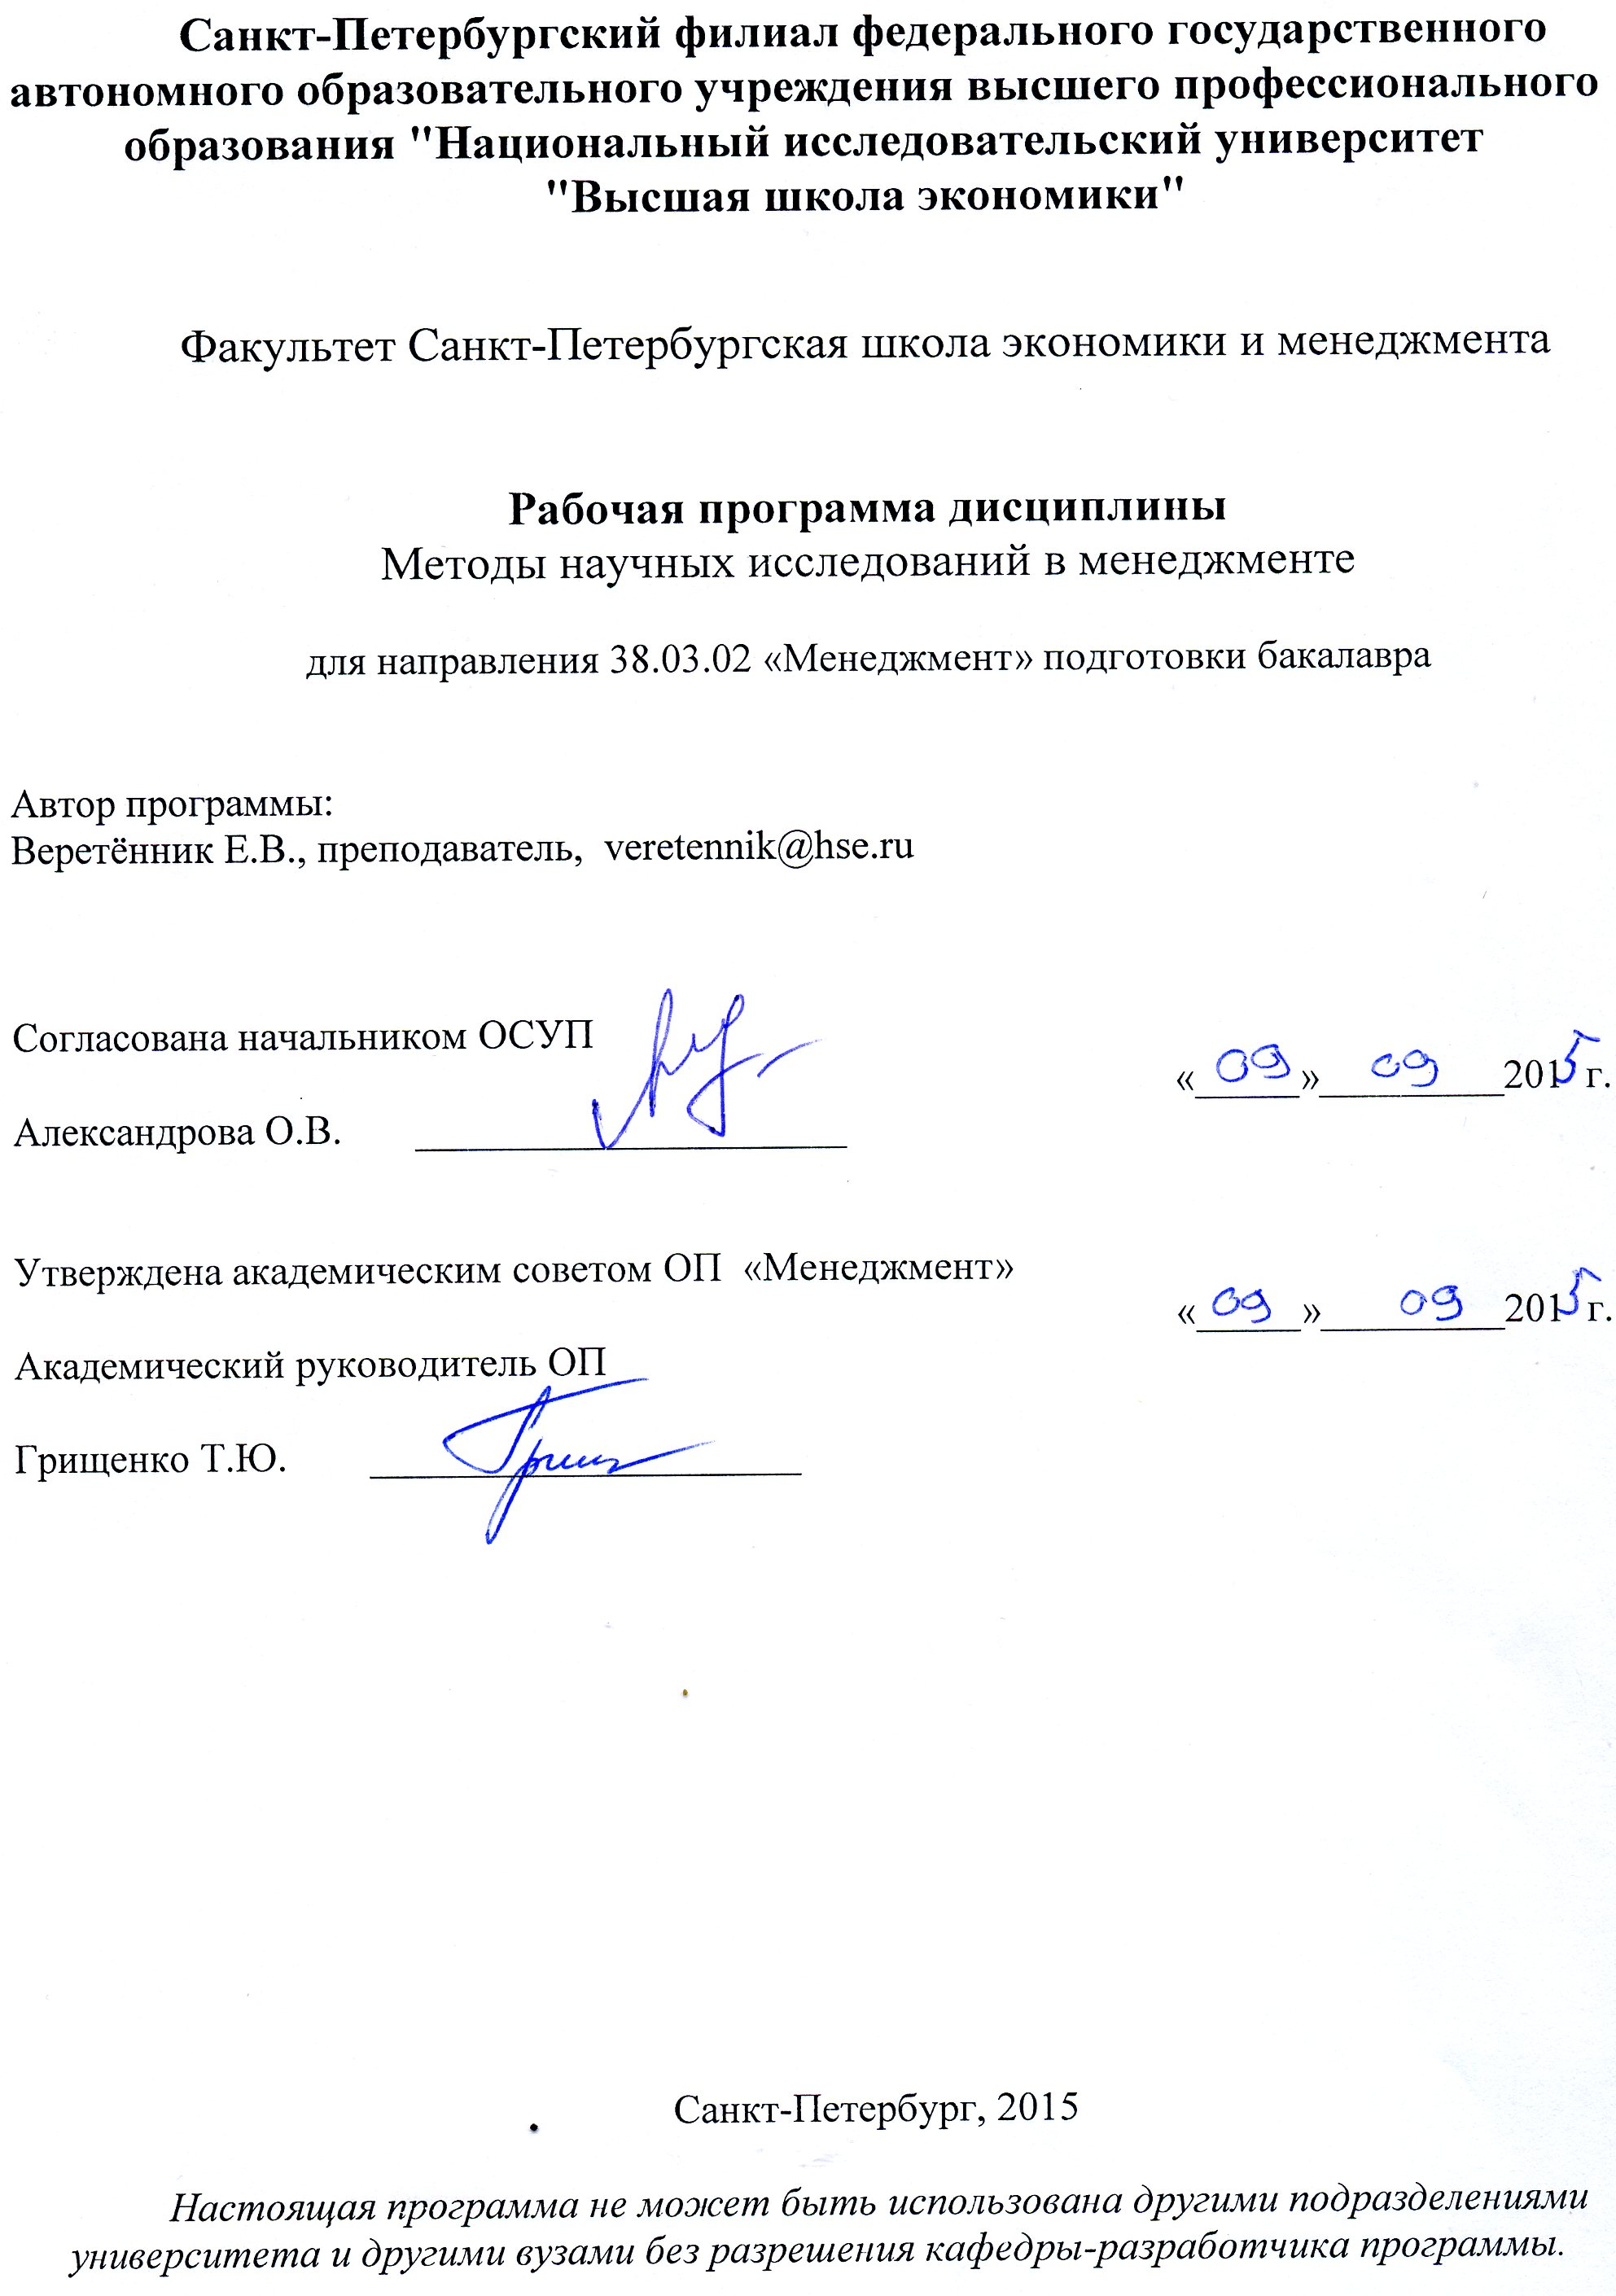 Санкт-Петербургский филиал федерального государственного
автономного образовательного учреждения высшего профессионального
образования "Национальный исследовательский университет
"Высшая школа экономики"
Факультет Санкт-Петербургская школа экономики и менеджмента
Рабочая программа дисциплины
Методы научных исследований в менеджменте
для направления 38.03.02 «Менеджмент» подготовки бакалавра
Автор программы:
Веретённик Е.В., преподаватель, veretennik@hse.ru
Согласована начальником ОСУП
«09» 09 2015 г.
Александрова О.В.
Утверждена академическим советом ОП «Менеджмент»
«09» 09 2015 г.
Академический руководитель ОП
Грищенко Т.Ю.
Санкт-Петербург, 2015
Настоящая программа не может быть использована другими подразделениями
университета и другими вузами без разрешения кафедры-разработчика программы.